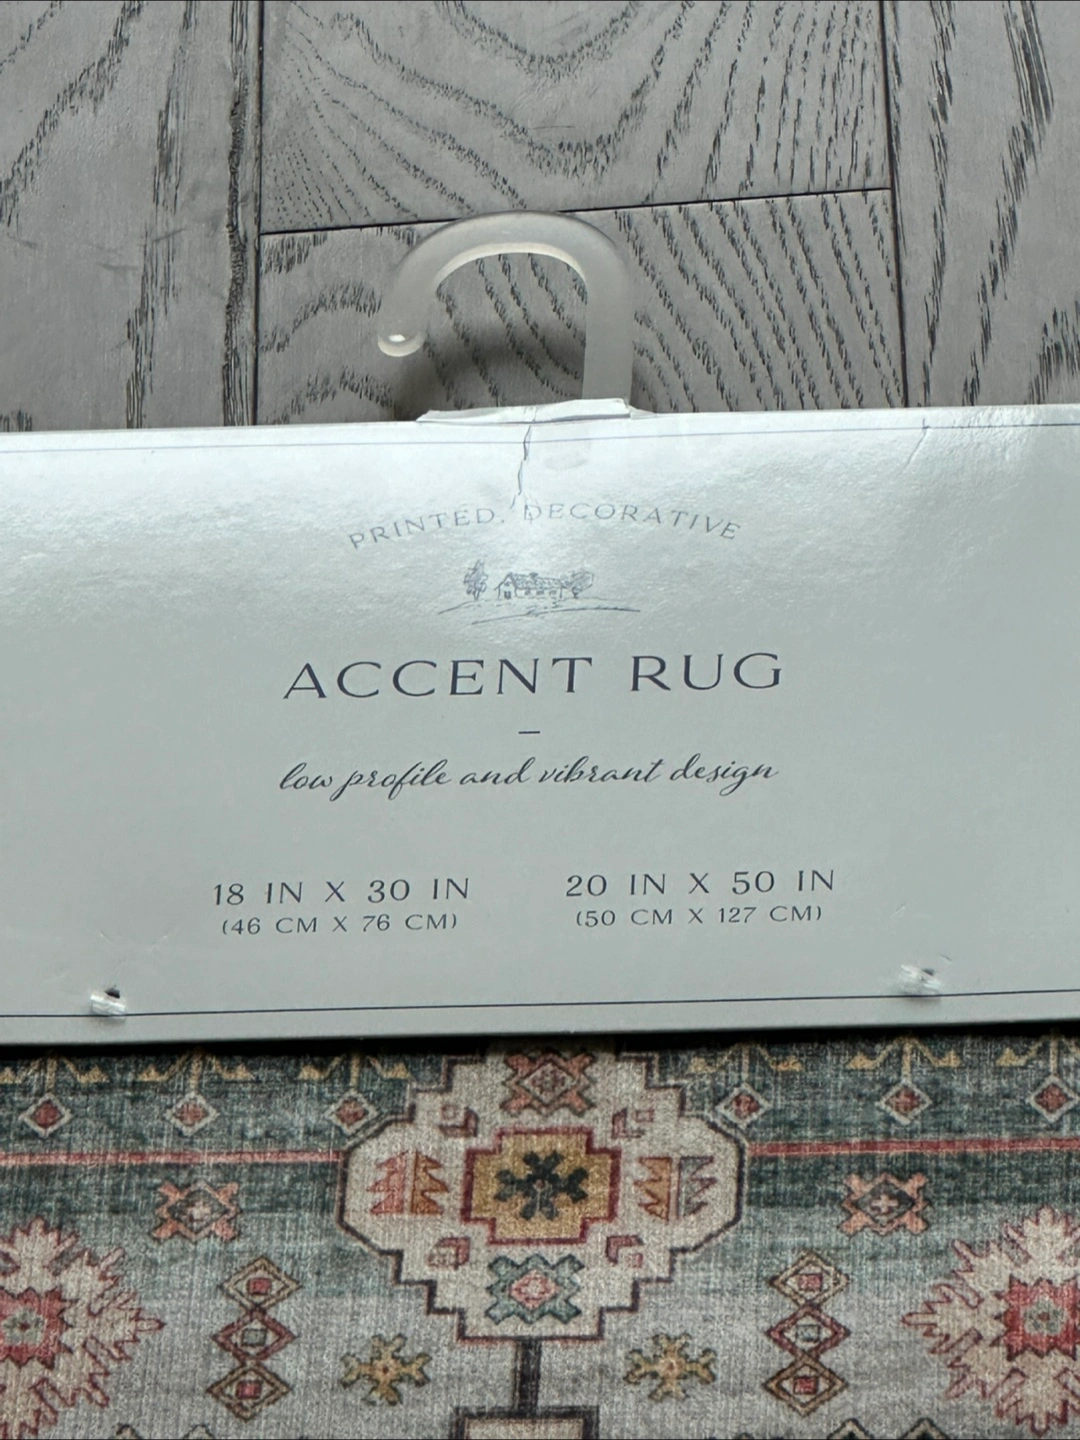 PRINTED, DECORATIVE
ACCENT RUG
–
low profile and vibrant design
18 IN X 30 IN
(46 CM X 76 CM)
20 IN X 50 IN
(50 CM X 127 CM)